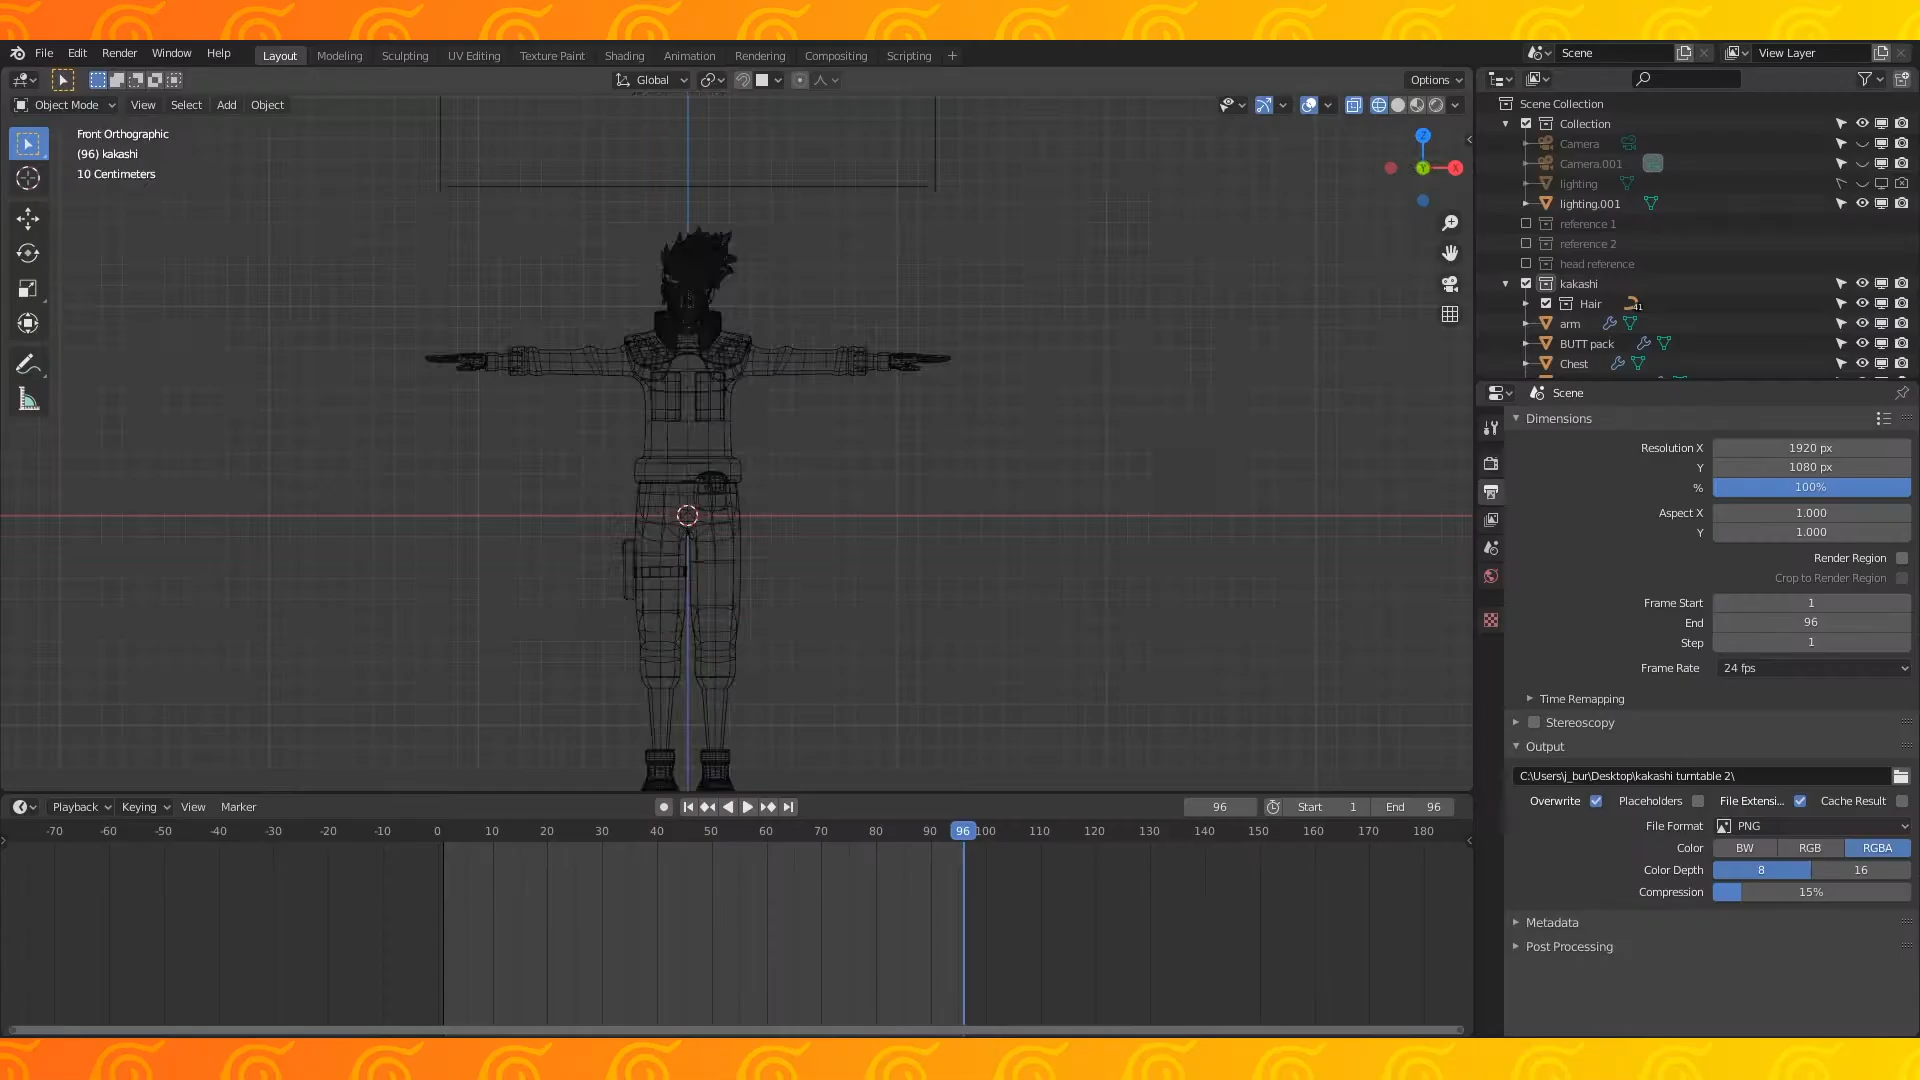 File Edit Render Window Help Layout Modeling Sculpting UV Editing Texture Paint Shading Animation Rendering Compositing Scripting + Scene View Layer
Global Options
Object Mode View Select Add Object
Front Orthographic
(96) kakashi
10 Centimeters
Z
Y
X
Scene Collection
Collection
Camera
Camera.001
lighting
lighting.001
reference 1
reference 2
head reference
kakashi
Hair 41
arm
BUTT pack
Chest
Scene
Dimensions
Resolution X 1920 px
Y 1080 px
% 100%
Aspect X 1.000
Y 1.000
Render Region
Crop to Render Region
Frame Start 1
End 96
Step 1
Frame Rate 24 fps
Time Remapping
Stereoscopy
Output
C:\Users\j_bur\Desktop\kakashi turntable 2\
Overwrite Placeholders File Extensi... Cache Result
File Format PNG
Color BW RGB RGBA
Color Depth 8 16
Compression 15%
Metadata
Post Processing
Playback Keying View Marker 96 Start 1 End 96
-70 -60 -50 -40 -30 -20 -10 0 10 20 30 40 50 60 70 80 90 96 100 110 120 130 140 150 160 170 180